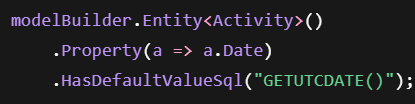 modelBuilder.Entity<Activity>()
.Property(a => a.Date)
.HasDefaultValueSql("GETUTCDATE()");